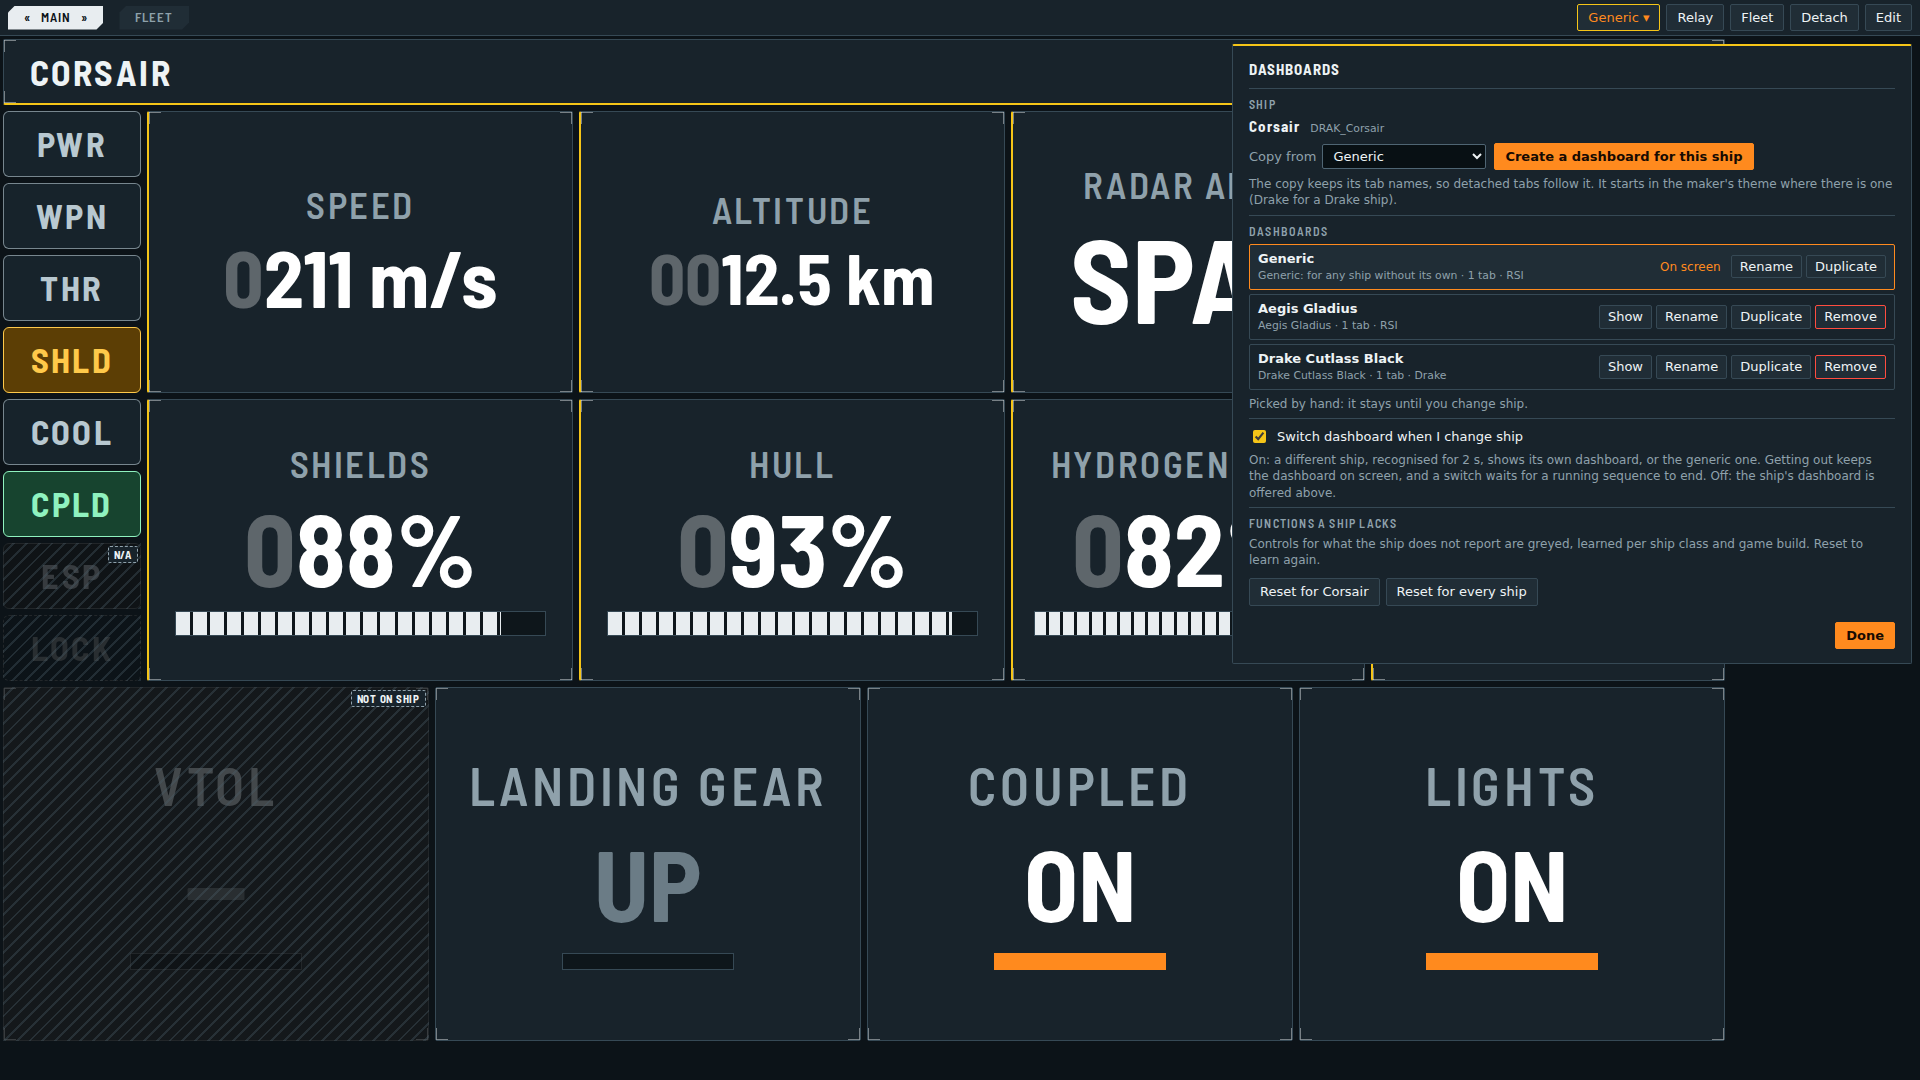 « MAIN » FLEET Generic ▾ Relay Fleet Detach Edit
CORSAIR
PWR
WPN
THR
SHLD
COOL
CPLD
N/A
ESP
LOCK
SPEED
0211 m/s
ALTITUDE
0012.5 km
RADAR
SPA
SHIELDS
088%
HULL
093%
HYDROGEN
082
NOT ON SHIP
VTOL
—
LANDING GEAR
UP
COUPLED
ON
LIGHTS
ON
DASHBOARDS
SHIP
Corsair DRAK_Corsair
Copy from Generic Create a dashboard for this ship
The copy keeps its tab names, so detached tabs follow it. It starts in the maker's theme where there is one
(Drake for a Drake ship).
DASHBOARDS
Generic
Generic: for any ship without its own · 1 tab · RSI
On screen Rename Duplicate
Aegis Gladius
Aegis Gladius · 1 tab · RSI
Show Rename Duplicate Remove
Drake Cutlass Black
Drake Cutlass Black · 1 tab · Drake
Show Rename Duplicate Remove
Picked by hand: it stays until you change ship.
Switch dashboard when I change ship
On: a different ship, recognised for 2 s, shows its own dashboard, or the generic one. Getting out keeps
the dashboard on screen, and a switch waits for a running sequence to end. Off: the ship's dashboard is
offered above.
FUNCTIONS A SHIP LACKS
Controls for what the ship does not report are greyed, learned per ship class and game build. Reset to
learn again.
Reset for Corsair Reset for every ship
Done